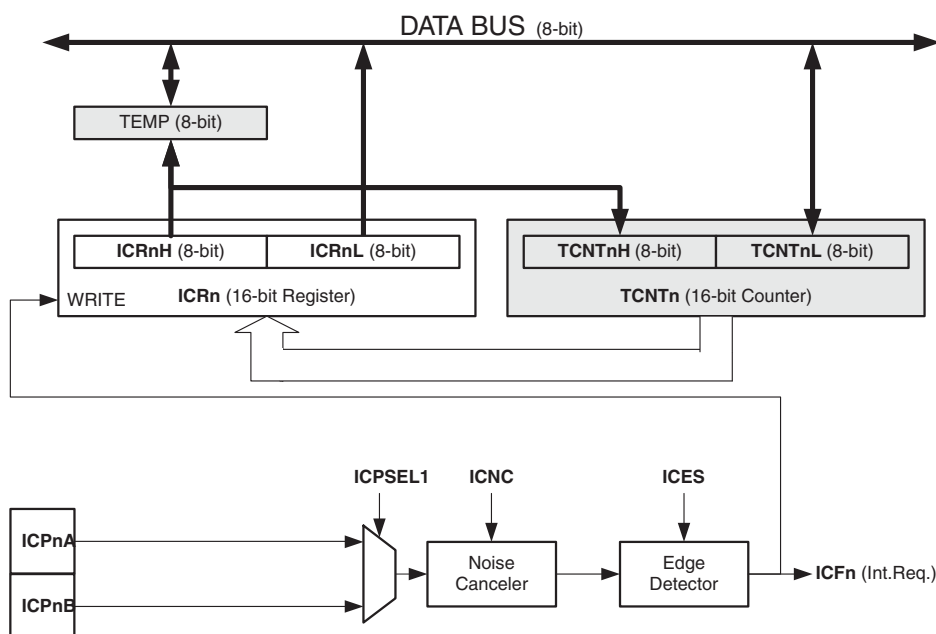 DATA BUS (8-bit)
TEMP (8-bit)
ICRnH (8-bit) ICRnL (8-bit)
TCNTnH (8-bit) TCNTnL (8-bit)
WRITE
ICRn (16-bit Register)
TCNTn (16-bit Counter)
ICPSEL1
ICNC
ICES
ICPnA
Noise
Canceler
Edge
Detector
ICFn (Int.Req.)
ICPnB